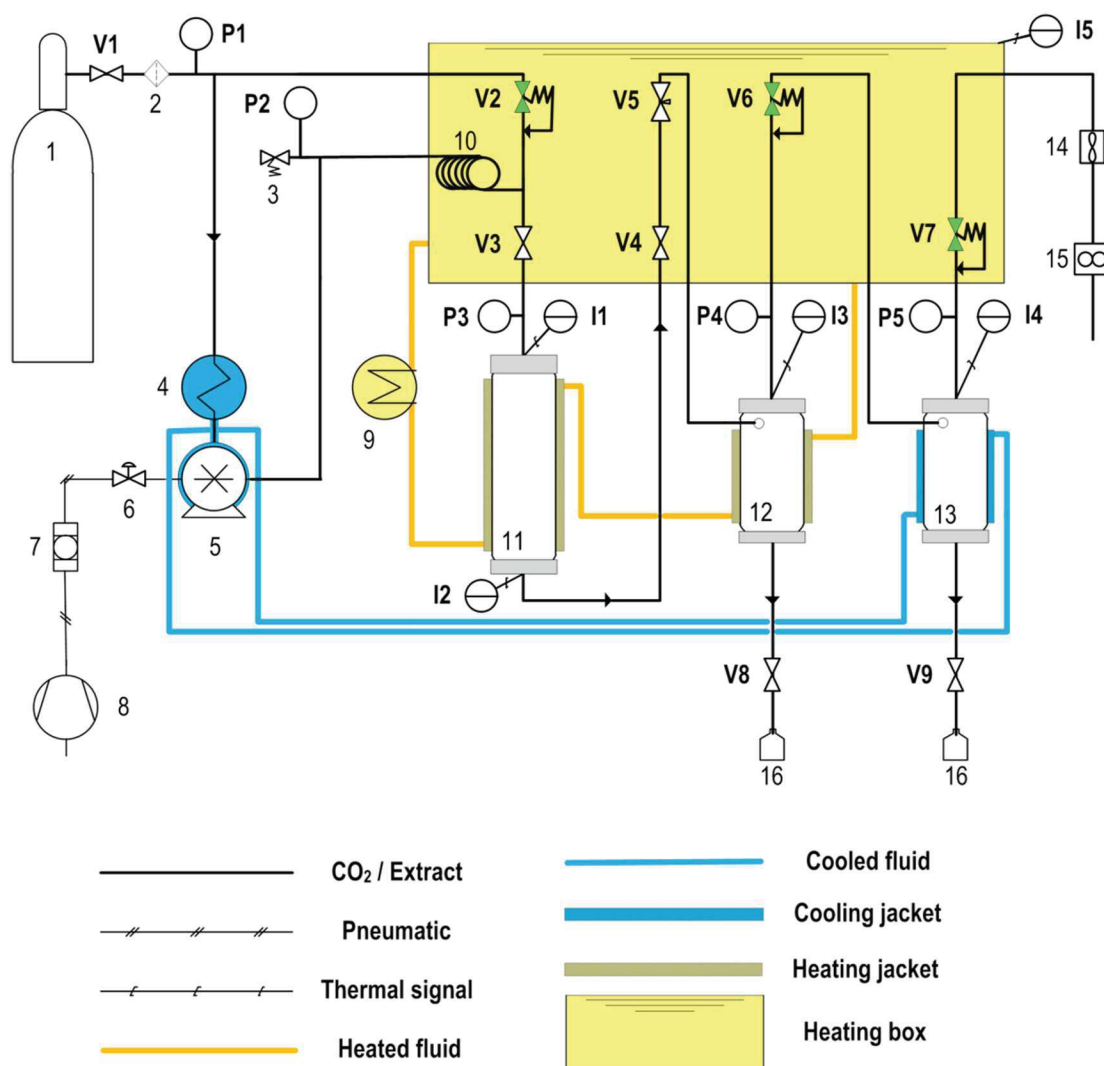 I5
V1
P1
2
P2
V2
V5
V6
10
14
1
3
V3
V4
V7
15
P3
I1
P4
I3
P5
I4
4
9
6
12
13
7
5
11
I2
V8
V9
8
16
16
CO₂ / Extract
Cooled fluid
Pneumatic
Cooling jacket
Thermal signal
Heating jacket
Heated fluid
Heating box